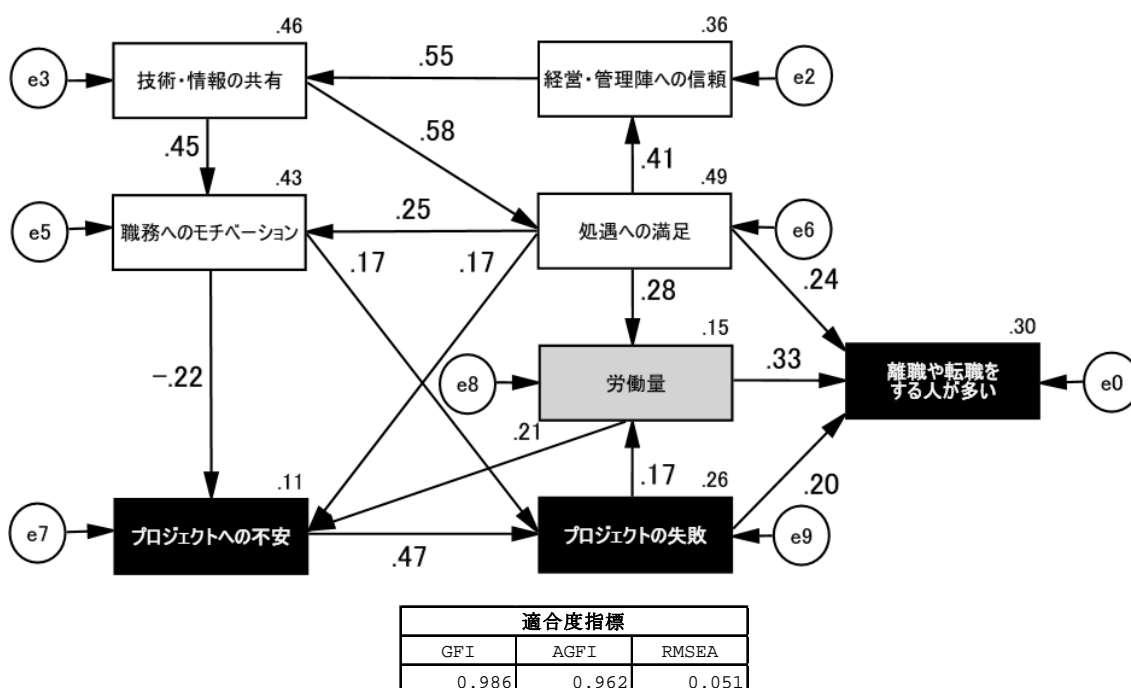 .46
.36
e3
技術・情報の共有
.55
経営・管理陣への信頼
e2
.45
.58
.41
.43
.49
e5
職務へのモチベーション
.25
処遇への満足
e6
.17
.17
.28
.24
.15
.30
−.22
e8
労働量
.33
離職や転職を
する人が多い
e0
.21
.11
.17
.26
.20
e7
プロジェクトへの不安
.47
プロジェクトの失敗
e9
適合度指標
GFI AGFI RMSEA
0.986 0.962 0.051